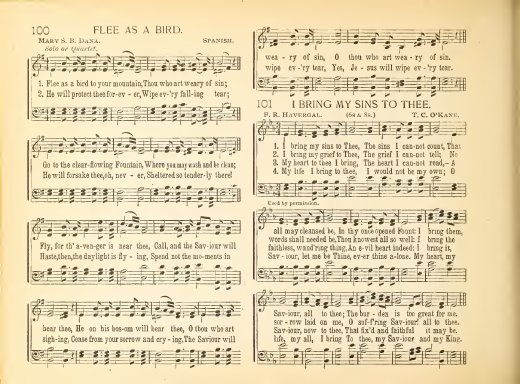 100 FLEE AS A BIRD.
MARY S. B. DANA. SPANISH.
Solo or Quartet.
1. Flee as a bird to your mountain, Thou who art weary of sin;
2. He will protect thee for-ev - er, Wipe ev-'ry fall-ing tear;
Go to the clear-flowing Fountain, Where you may wash and be clean;
He will forsake thee, oh, nev - er, Sheltered so tender-ly there!
Fly, for th' a-ven-ger is near thee, Call, and the Sav-iour will
Haste, then, the daylight is fly - ing, Spend not the mo-ments in
hear thee, He on his bos-om will bear thee, O thou who art
sigh-ing, Cease from your sorrow and cry - ing, The Saviour will
wea - ry of sin, O thou who art wea - ry of sin.
wipe ev-'ry tear, Yes, Je - sus will wipe ev-'ry tear.
101 I BRING MY SINS TO THEE.
F. R. HAVERGAL. (6s & 8s.) T. C. O'KANE.
1. I bring my sins to Thee, The sins I can-not count, That
2. I bring my grief to Thee, The grief I can-not tell; No
3. My heart to thee I bring, The heart I can-not read,- A
4. My life I bring to thee, I would not be my own; O
Used by permission.
all may cleansed be, In thy once opened Fount: I bring them,
words shall needed be, Thou knowest all so well: I bring the
faithless, wand'ring thing, An e-vil heart indeed: I bring it,
Sav - iour, let me be Thine, ev-er thine a-lone. My heart, my
Sav-iour, all to thee; The bur - den is too great for me.
sor - row laid on me, O suf-f'ring Saviour! all to thee.
Saviour, now to thee, That fix'd and faithful it may be.
life, my all, I bring To thee, my Sav-iour and my King.